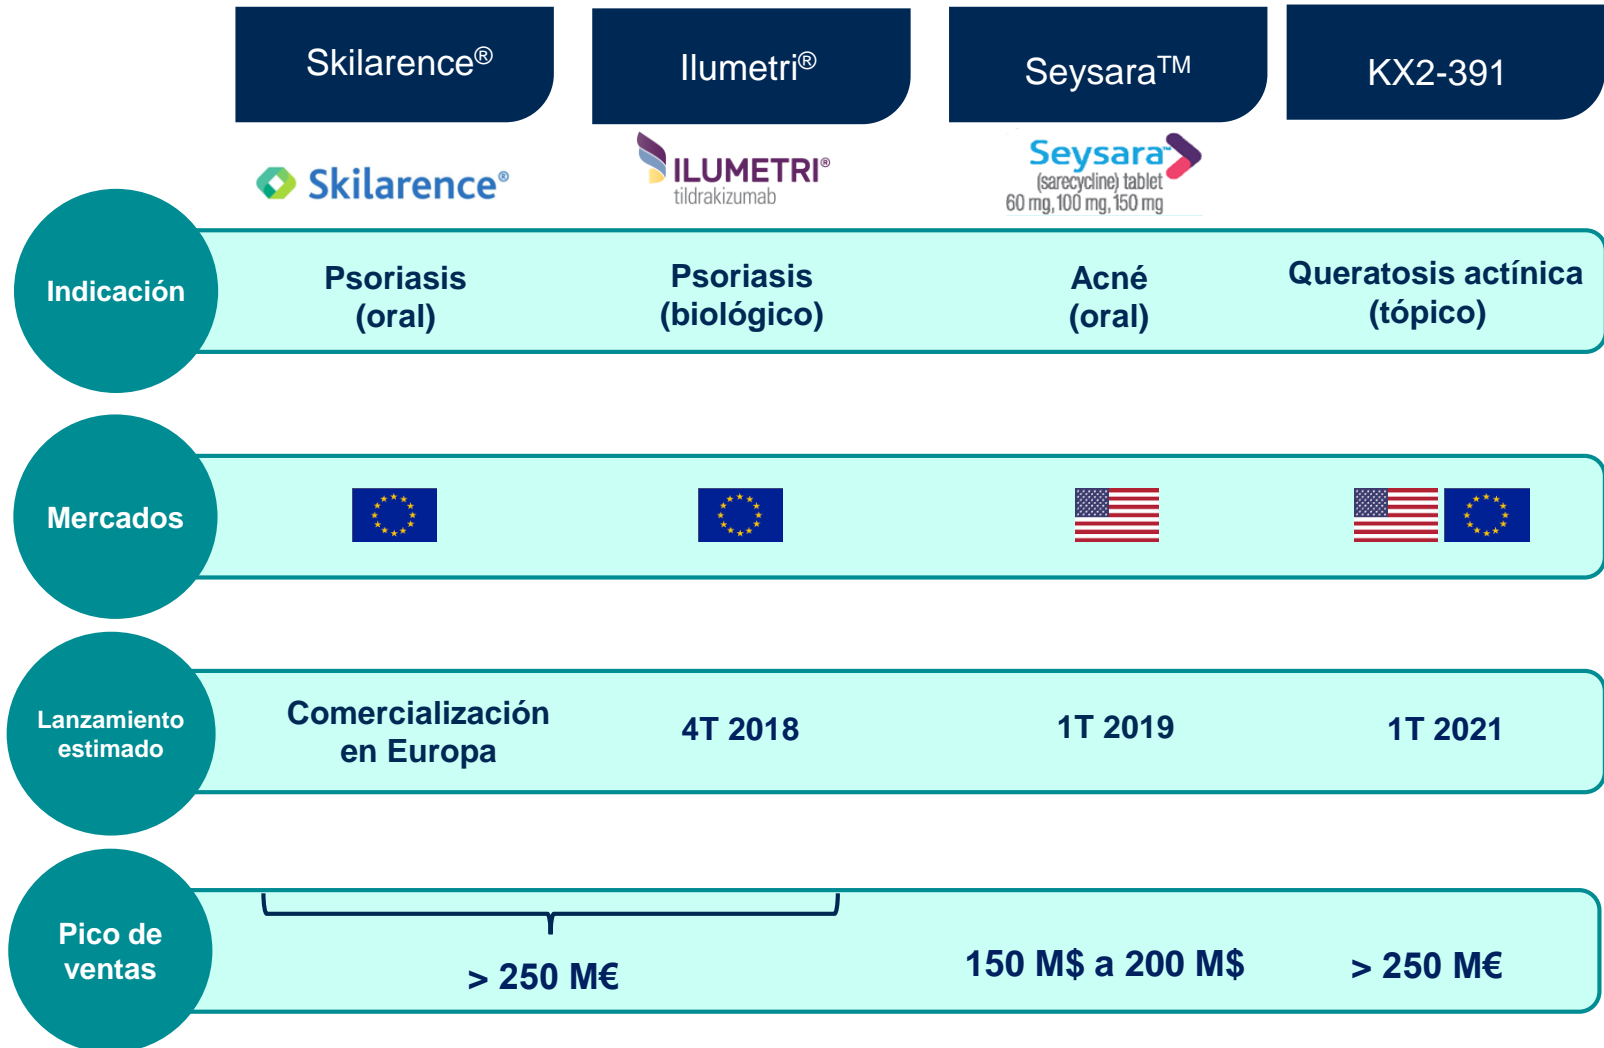 Skilarence®
Ilumetri®
Seysara™
KX2-391
Skilarence®
ILUMETRI®
tildrakizumab
Seysara™
(sarecycline) tablet
60 mg, 100 mg, 150 mg
Indicación
Psoriasis
(oral)
Psoriasis
(biológico)
Acné
(oral)
Queratosis actínica
(tópico)
Mercados
Lanzamiento
estimado
Comercialización
en Europa
4T 2018
1T 2019
1T 2021
Pico de
ventas
> 250 M€
150 M$ a 200 M$
> 250 M€